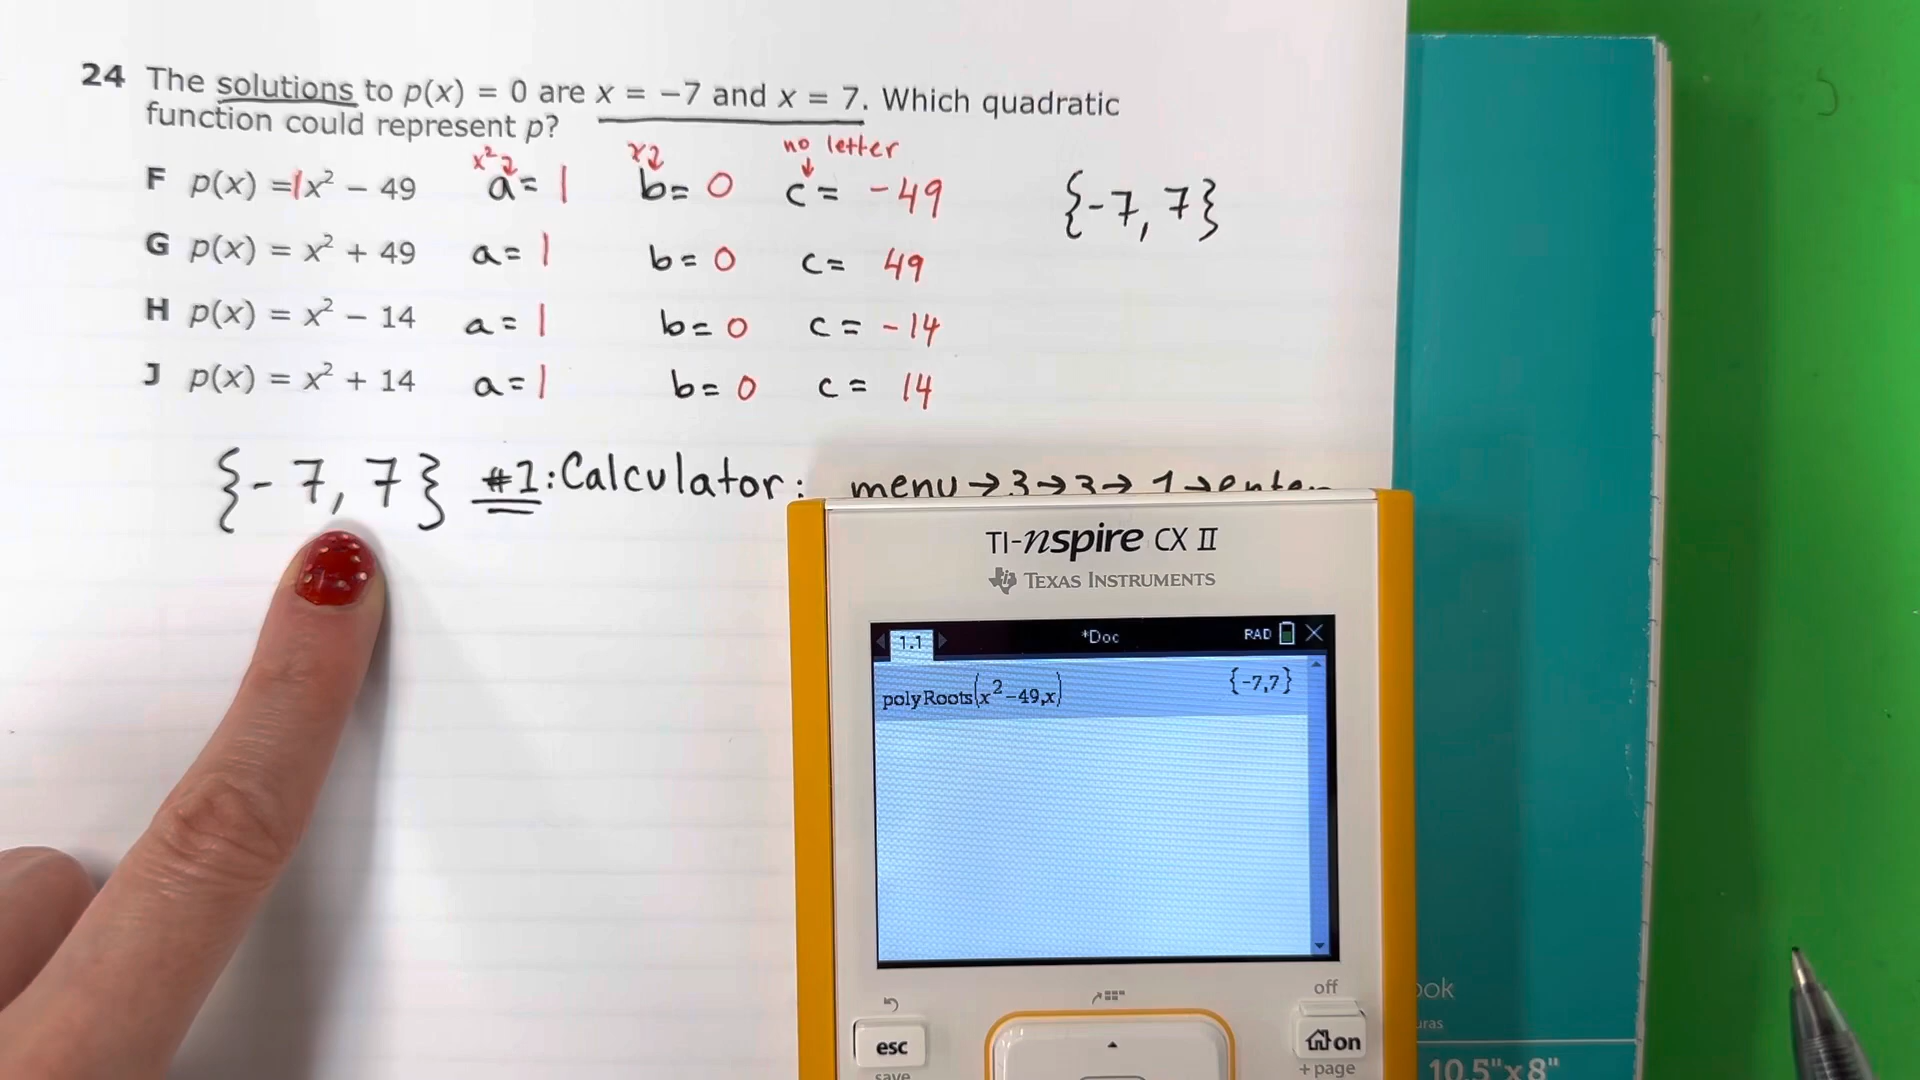 24 The solutions to p(x) = 0 are x = −7 and x = 7. Which quadratic
function could represent p?
x² x no letter
F p(x) = 1x² − 49 a = 1 b = 0 c = -49 {-7, 7}
G p(x) = x² + 49 a = 1 b = 0 c = 49
H p(x) = x² − 14 a = 1 b = 0 c = -14
J p(x) = x² + 14 a = 1 b = 0 c = 14
{-7, 7} #1: Calculator: menu → 3 → 3 → 1 → enter
TI-nspire CX II
TEXAS INSTRUMENTS
1.1 *Doc RAD
polyRoots(x²−49,x) {-7,7}
off
esc
on
save
+ page
10.5"x 8"